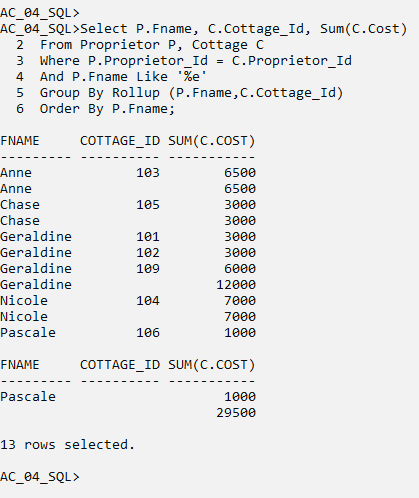 AC_04_SQL>
AC_04_SQL>Select P.Fname, C.Cottage_Id, Sum(C.Cost)
  2  From Proprietor P, Cottage C
  3  Where P.Proprietor_Id = C.Proprietor_Id
  4  And P.Fname Like '%e'
  5  Group By Rollup (P.Fname,C.Cottage_Id)
  6  Order By P.Fname;
FNAME     COTTAGE_ID SUM(C.COST)
--------- ---------- -----------
Anne             103        6500
Anne                        6500
Chase            105        3000
Chase                       3000
Geraldine        101        3000
Geraldine        102        3000
Geraldine        109        6000
Geraldine                  12000
Nicole           104        7000
Nicole                      7000
Pascale          106        1000
FNAME     COTTAGE_ID SUM(C.COST)
--------- ---------- -----------
Pascale                     1000
                           29500
13 rows selected.
AC_04_SQL>